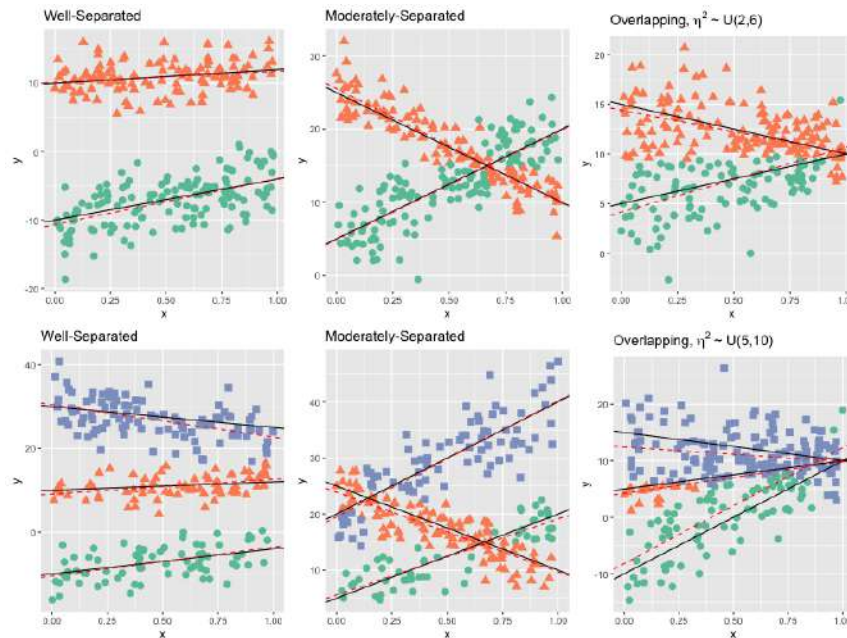 Well-Separated
Moderately-Separated
Overlapping, η² ~ U(2,6)
10
0
-10
-20
y
0.00 0.25 0.50 0.75 1.00
x
30
20
10
0
y
0.00 0.25 0.50 0.75 1.00
x
20
15
10
5
0
y
0.00 0.25 0.50 0.75 1.00
x
Well-Separated
Moderately-Separated
Overlapping, η² ~ U(5,10)
40
20
0
y
0.00 0.25 0.50 0.75 1.00
x
45
35
25
15
5
y
0.00 0.25 0.50 0.75 1.00
x
20
10
0
-10
y
0.00 0.25 0.50 0.75 1.00
x